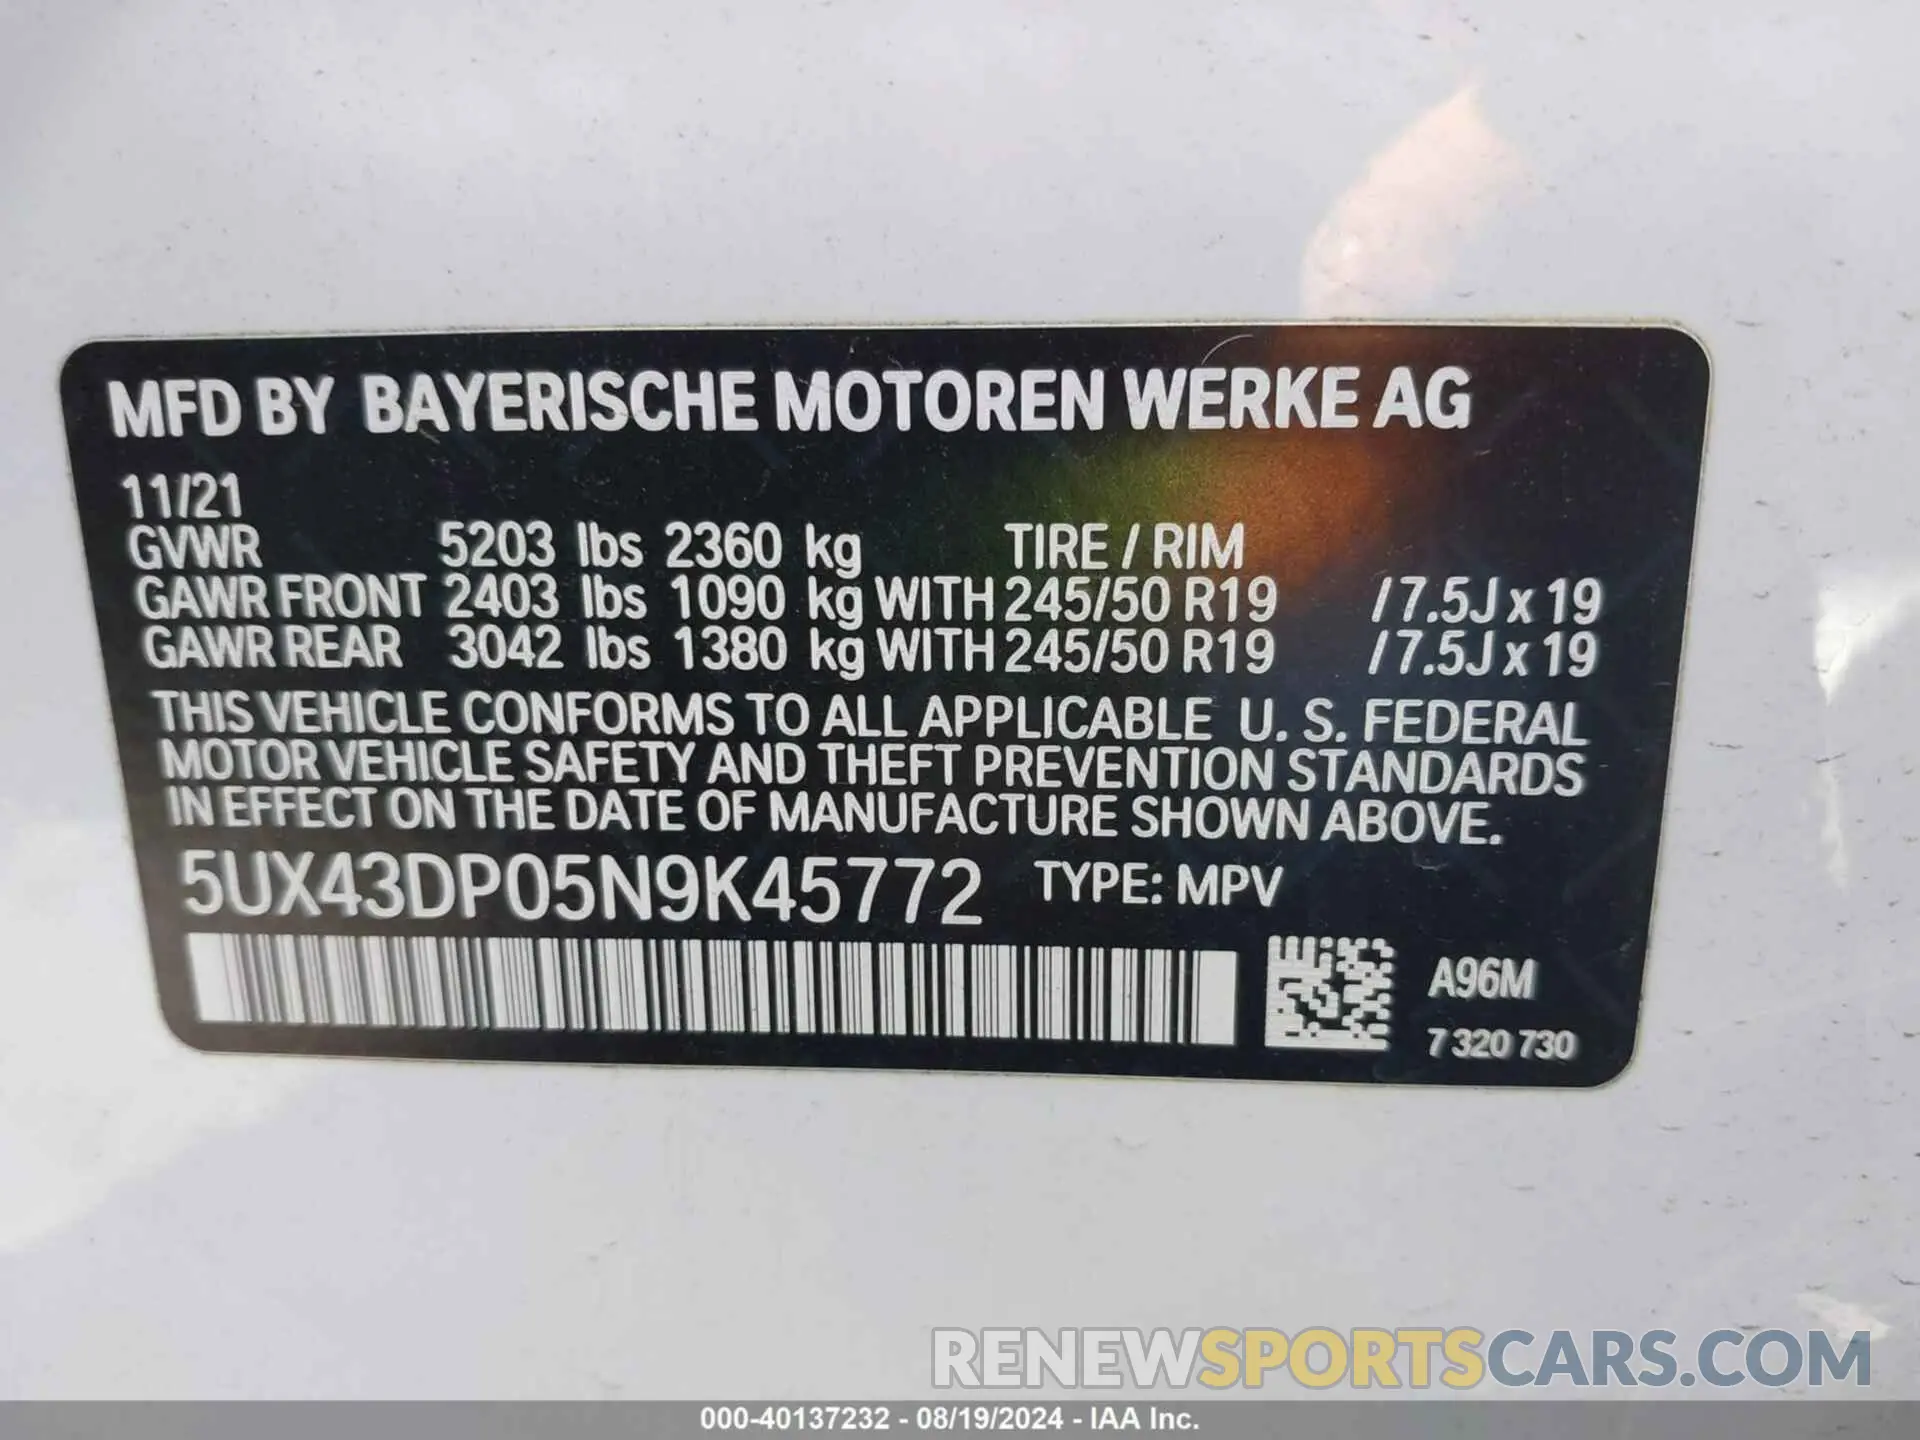 MFD BY BAYERISCHE MOTOREN WERKE AG
11/21
GVWR 5203 lbs 2360 kg TIRE / RIM
GAWR FRONT 2403 lbs 1090 kg WITH 245/50 R19 /7.5J x 19
GAWR REAR 3042 lbs 1380 kg WITH 245/50 R19 /7.5J x 19
THIS VEHICLE CONFORMS TO ALL APPLICABLE U. S. FEDERAL
MOTOR VEHICLE SAFETY AND THEFT PREVENTION STANDARDS
IN EFFECT ON THE DATE OF MANUFACTURE SHOWN ABOVE.
5UX43DP05N9K45772 TYPE: MPV
A96M
7 320 730
RENEWSPORTSCARS.COM
000-40137232 - 08/19/2024 - IAA Inc.